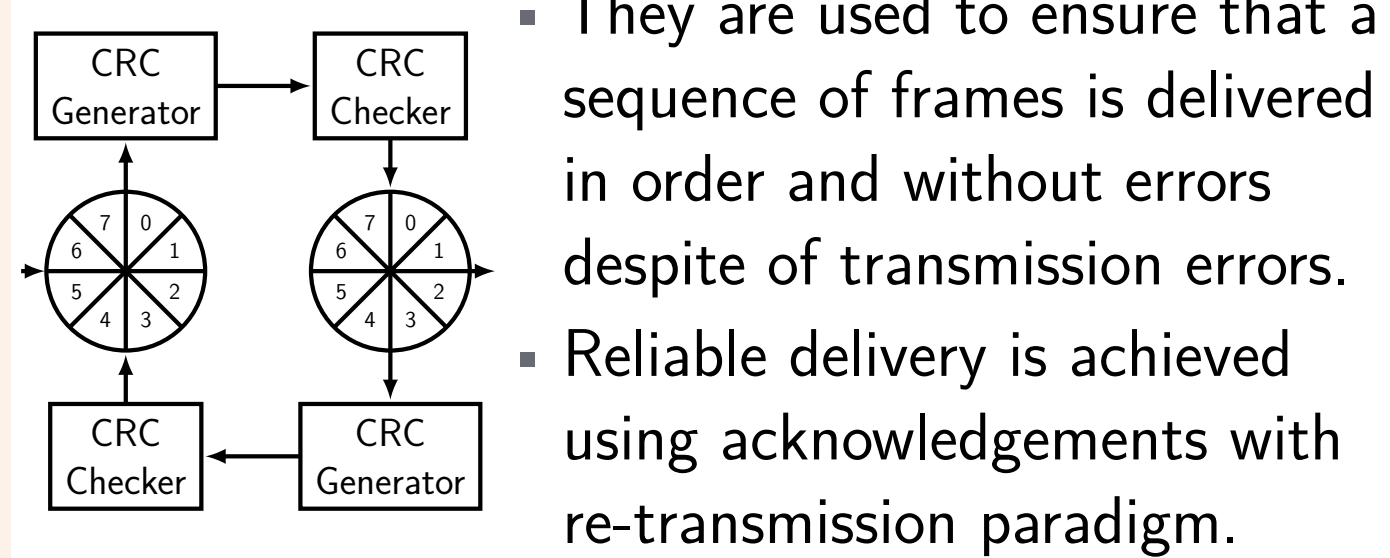 CRC
Generator
CRC
Checker
7 0
6 1
5 2
4 3
7 0
6 1
5 2
4 3
CRC
Checker
CRC
Generator
They are used to ensure that a
sequence of frames is delivered
in order and without errors
despite of transmission errors.
Reliable delivery is achieved
using acknowledgements with
re-transmission paradigm.